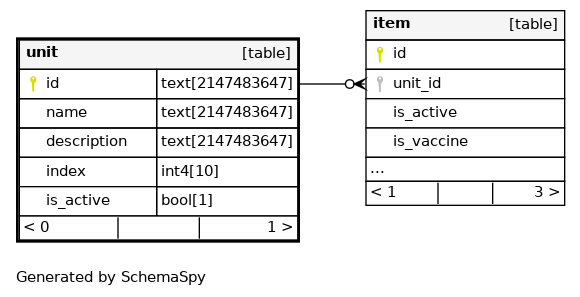 unit [table]
id text[2147483647]
name text[2147483647]
description text[2147483647]
index int4[10]
is_active bool[1]
< 0 1 >
item [table]
id
unit_id
is_active
is_vaccine
...
< 1 3 >
Generated by SchemaSpy